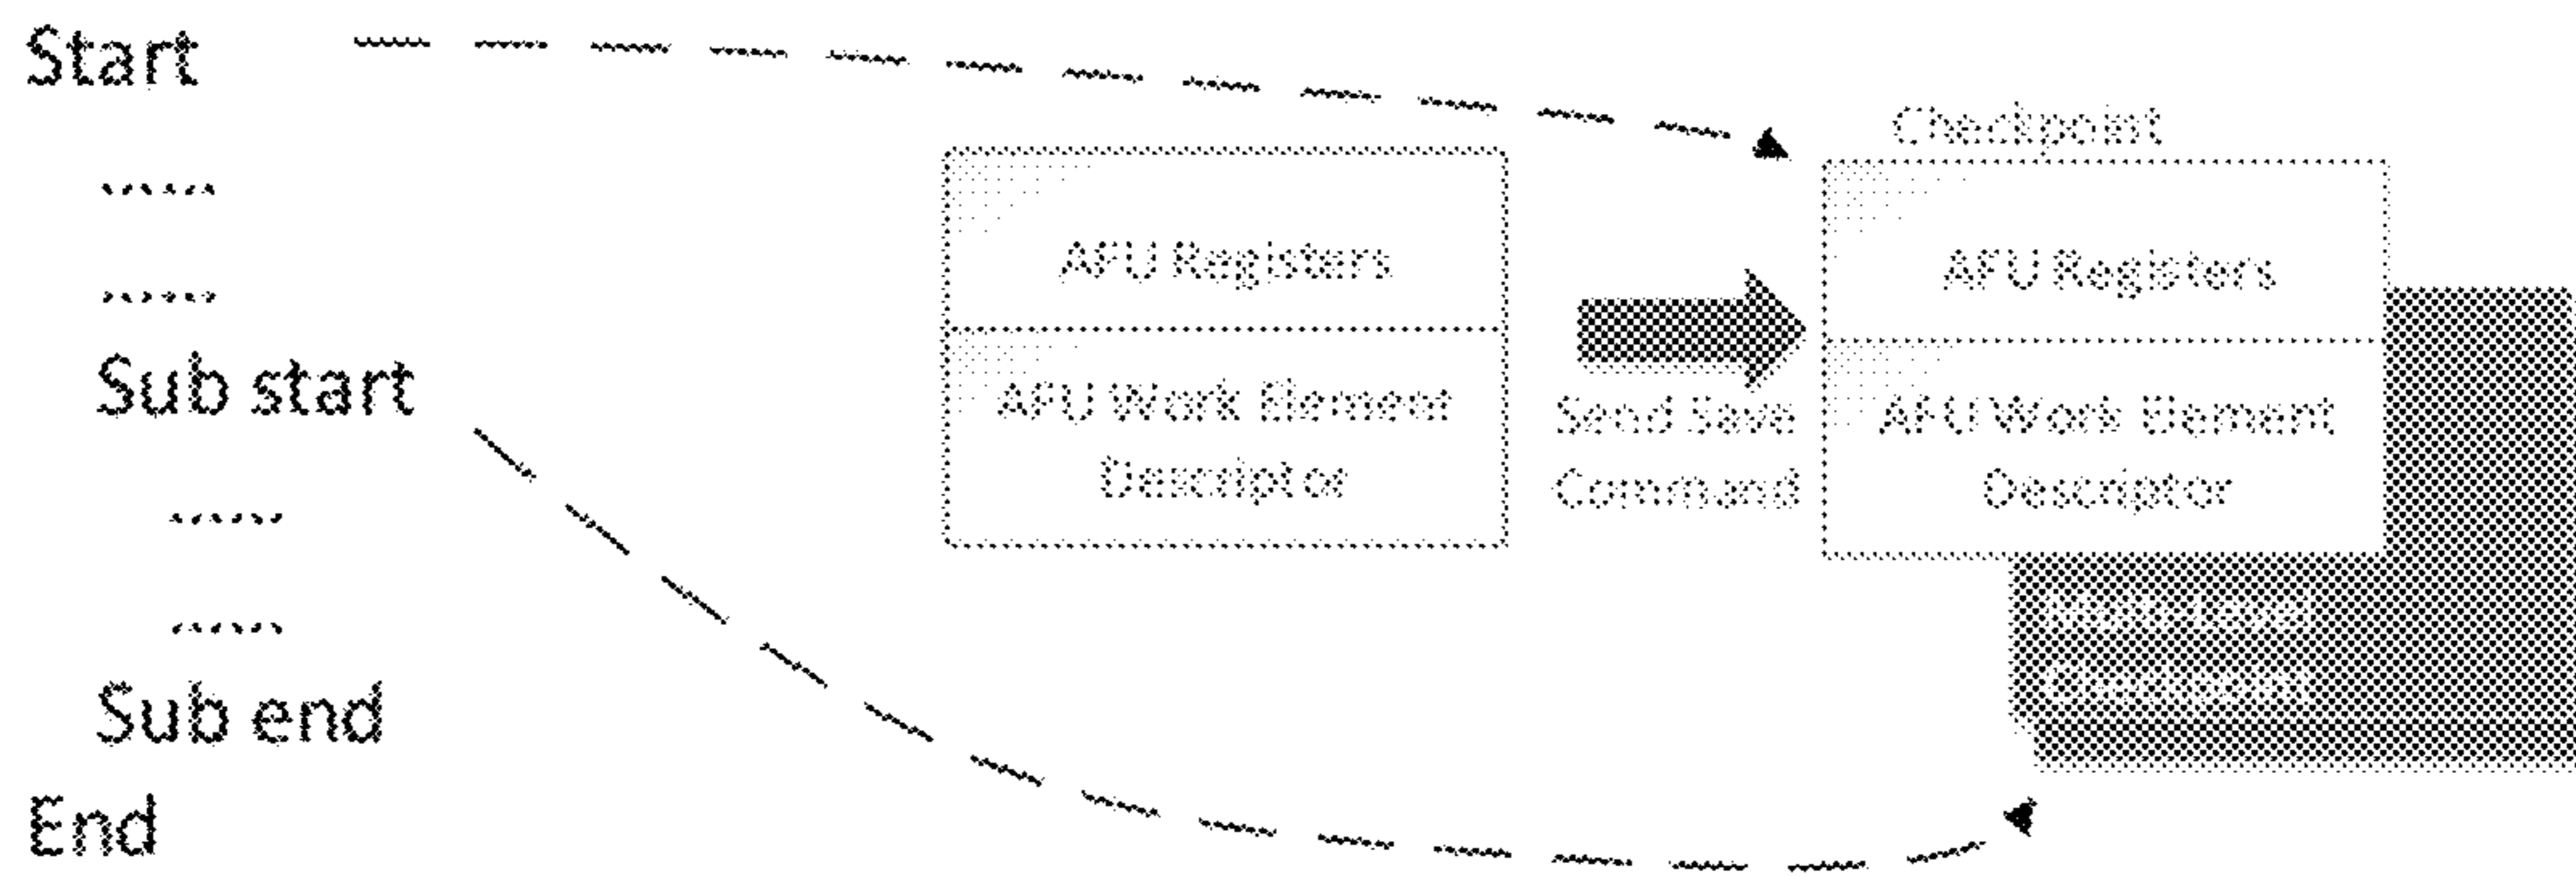 Start
.....
.....
Sub start
.....
.....
Sub end
End
AFU Registers
AFU Work Element
Descriptor
Send Save
Command
Checkpoint
AFU Registers
AFU Work Element
Descriptor
Checkpoint